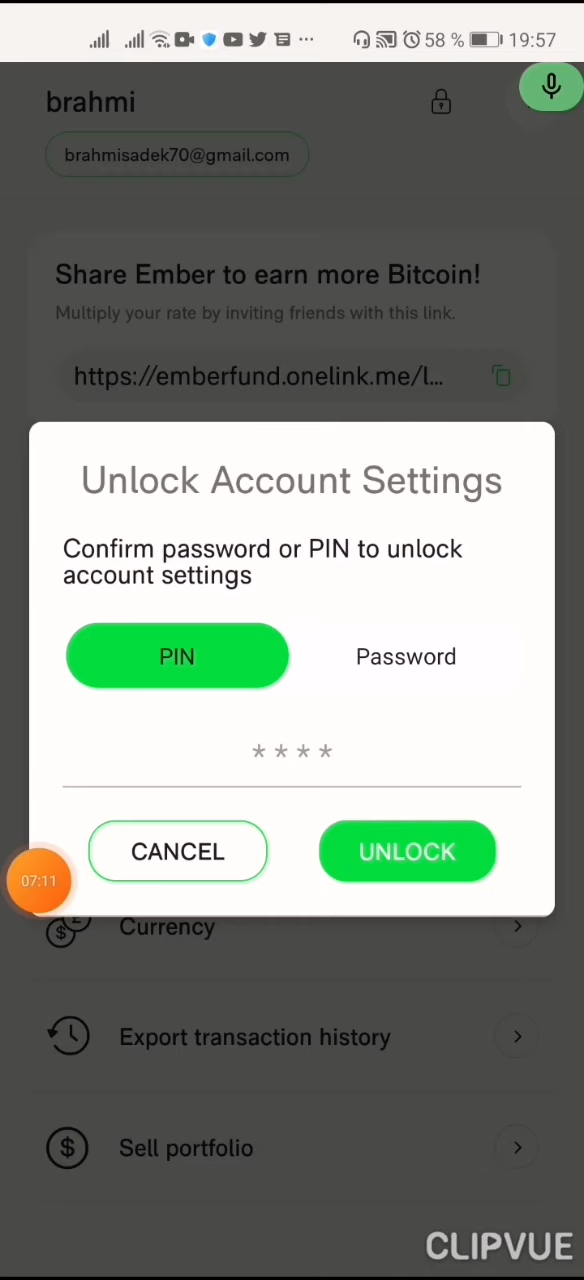 58 % 19:57
brahmi
brahmisadek70@gmail.com
Share Ember to earn more Bitcoin!
Multiply your rate by inviting friends with this link.
https://emberfund.onelink.me/l...
Unlock Account Settings
Confirm password or PIN to unlock
account settings
PIN Password
* * * *
CANCEL UNLOCK
07:11
Currency
Export transaction history
Sell portfolio
CLIPVUE